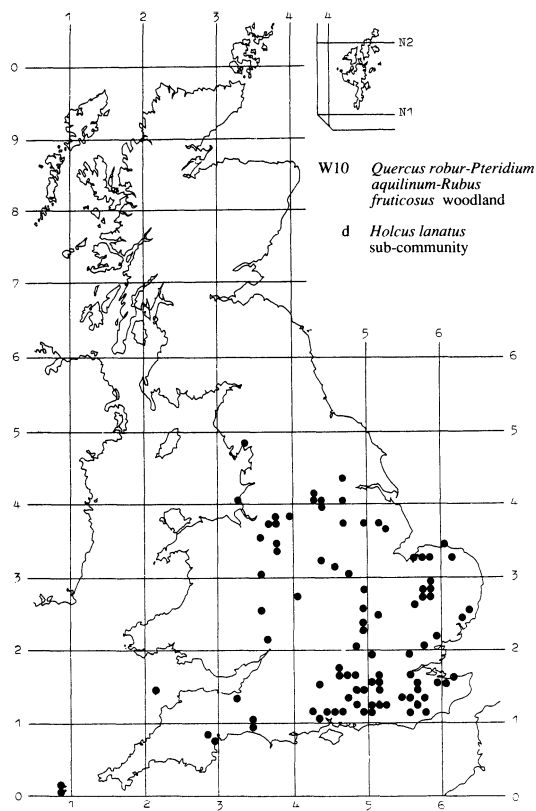 1 2 3 4
4
N2
N1
0
9
8
7
6
5
4
3
2
1
0
W10 Quercus robur-Pteridium
aquilinum-Rubus
fruticosus woodland
d Holcus lanatus
sub-community
5 6
6
5
4
3
2
1
0
1 2 3 4 5 6